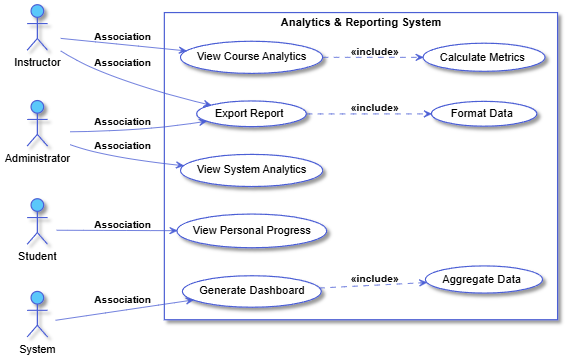 Analytics & Reporting System
Association
View Course Analytics
«include»
Calculate Metrics
Instructor
Association
Export Report
«include»
Format Data
Association
Administrator
Association
View System Analytics
Association
View Personal Progress
Student
Association
Generate Dashboard
«include»
Aggregate Data
System